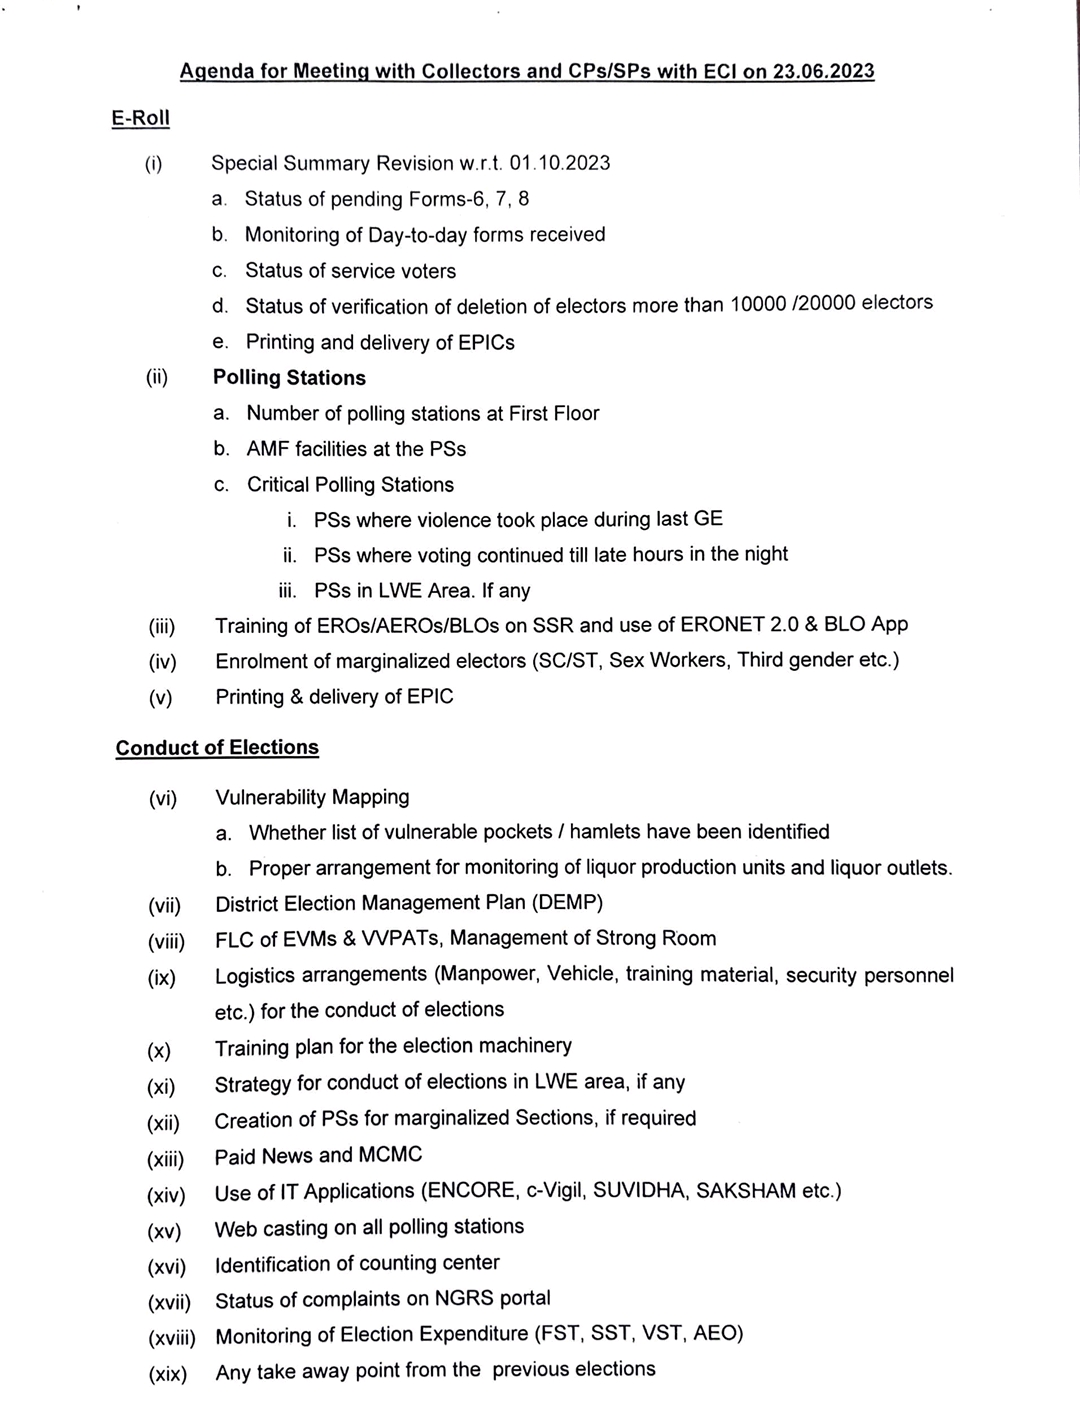 Agenda for Meeting with Collectors and CPs/SPs with ECI on 23.06.2023
E-Roll
(i) Special Summary Revision w.r.t. 01.10.2023
a. Status of pending Forms-6, 7, 8
b. Monitoring of Day-to-day forms received
c. Status of service voters
d. Status of verification of deletion of electors more than 10000 /20000 electors
e. Printing and delivery of EPICs
(ii) Polling Stations
a. Number of polling stations at First Floor
b. AMF facilities at the PSs
c. Critical Polling Stations
i. PSs where violence took place during last GE
ii. PSs where voting continued till late hours in the night
iii. PSs in LWE Area. If any
(iii) Training of EROs/AEROs/BLOs on SSR and use of ERONET 2.0 & BLO App
(iv) Enrolment of marginalized electors (SC/ST, Sex Workers, Third gender etc.)
(v) Printing & delivery of EPIC
Conduct of Elections
(vi) Vulnerability Mapping
a. Whether list of vulnerable pockets / hamlets have been identified
b. Proper arrangement for monitoring of liquor production units and liquor outlets.
(vii) District Election Management Plan (DEMP)
(viii) FLC of EVMs & VVPATs, Management of Strong Room
(ix) Logistics arrangements (Manpower, Vehicle, training material, security personnel
etc.) for the conduct of elections
(x) Training plan for the election machinery
(xi) Strategy for conduct of elections in LWE area, if any
(xii) Creation of PSs for marginalized Sections, if required
(xiii) Paid News and MCMC
(xiv) Use of IT Applications (ENCORE, c-Vigil, SUVIDHA, SAKSHAM etc.)
(xv) Web casting on all polling stations
(xvi) Identification of counting center
(xvii) Status of complaints on NGRS portal
(xviii) Monitoring of Election Expenditure (FST, SST, VST, AEO)
(xix) Any take away point from the previous elections